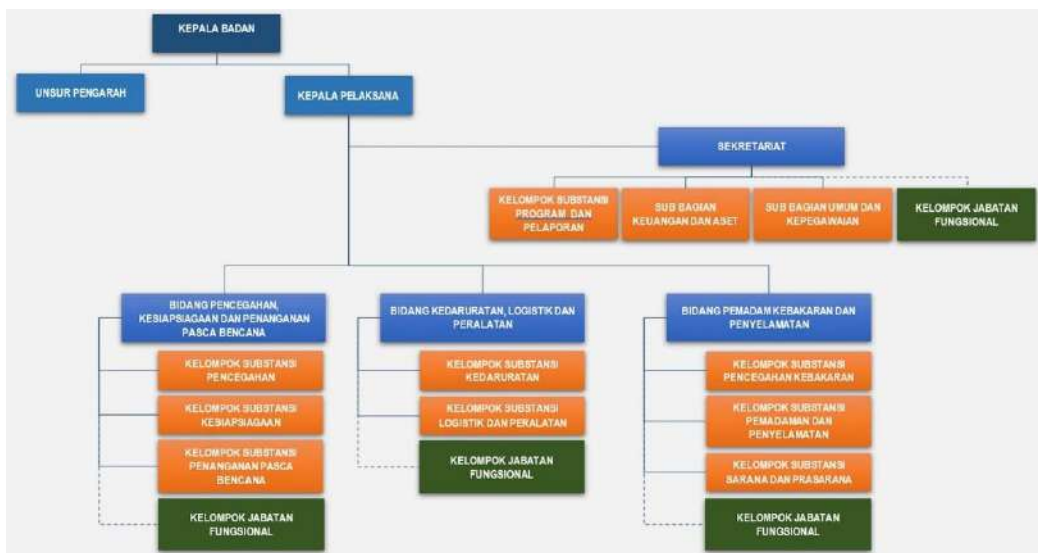 KEPALA BADAN
UNSUR PENGARAH
KEPALA PELAKSANA
SEKRETARIAT
KELOMPOK SUBSTANSI
PROGRAM DAN
PELAPORAN
SUB BAGIAN
KEUANGAN DAN ASET
SUB BAGIAN UMUM DAN
KEPEGAWAIAN
KELOMPOK JABATAN
FUNGSIONAL
BIDANG PENCEGAHAN,
KESIAPSIAGAAN DAN PENANGANAN
PASCA BENCANA
KELOMPOK SUBSTANSI
PENCEGAHAN
KELOMPOK SUBSTANSI
KESIAPSIAGAAN
KELOMPOK SUBSTANSI
PENANGANAN PASCA
BENCANA
KELOMPOK JABATAN
FUNGSIONAL
BIDANG KEDARURATAN, LOGISTIK DAN
PERALATAN
KELOMPOK SUBSTANSI
KEDARURATAN
KELOMPOK SUBSTANSI
LOGISTIK DAN PERALATAN
KELOMPOK JABATAN
FUNGSIONAL
BIDANG PEMADAM KEBAKARAN DAN
PENYELAMATAN
KELOMPOK SUBSTANSI
PENCEGAHAN KEBAKARAN
KELOMPOK SUBSTANSI
PEMADAMAN DAN
PENYELAMATAN
KELOMPOK SUBSTANSI
SARANA DAN PRASARANA
KELOMPOK JABATAN
FUNGSIONAL